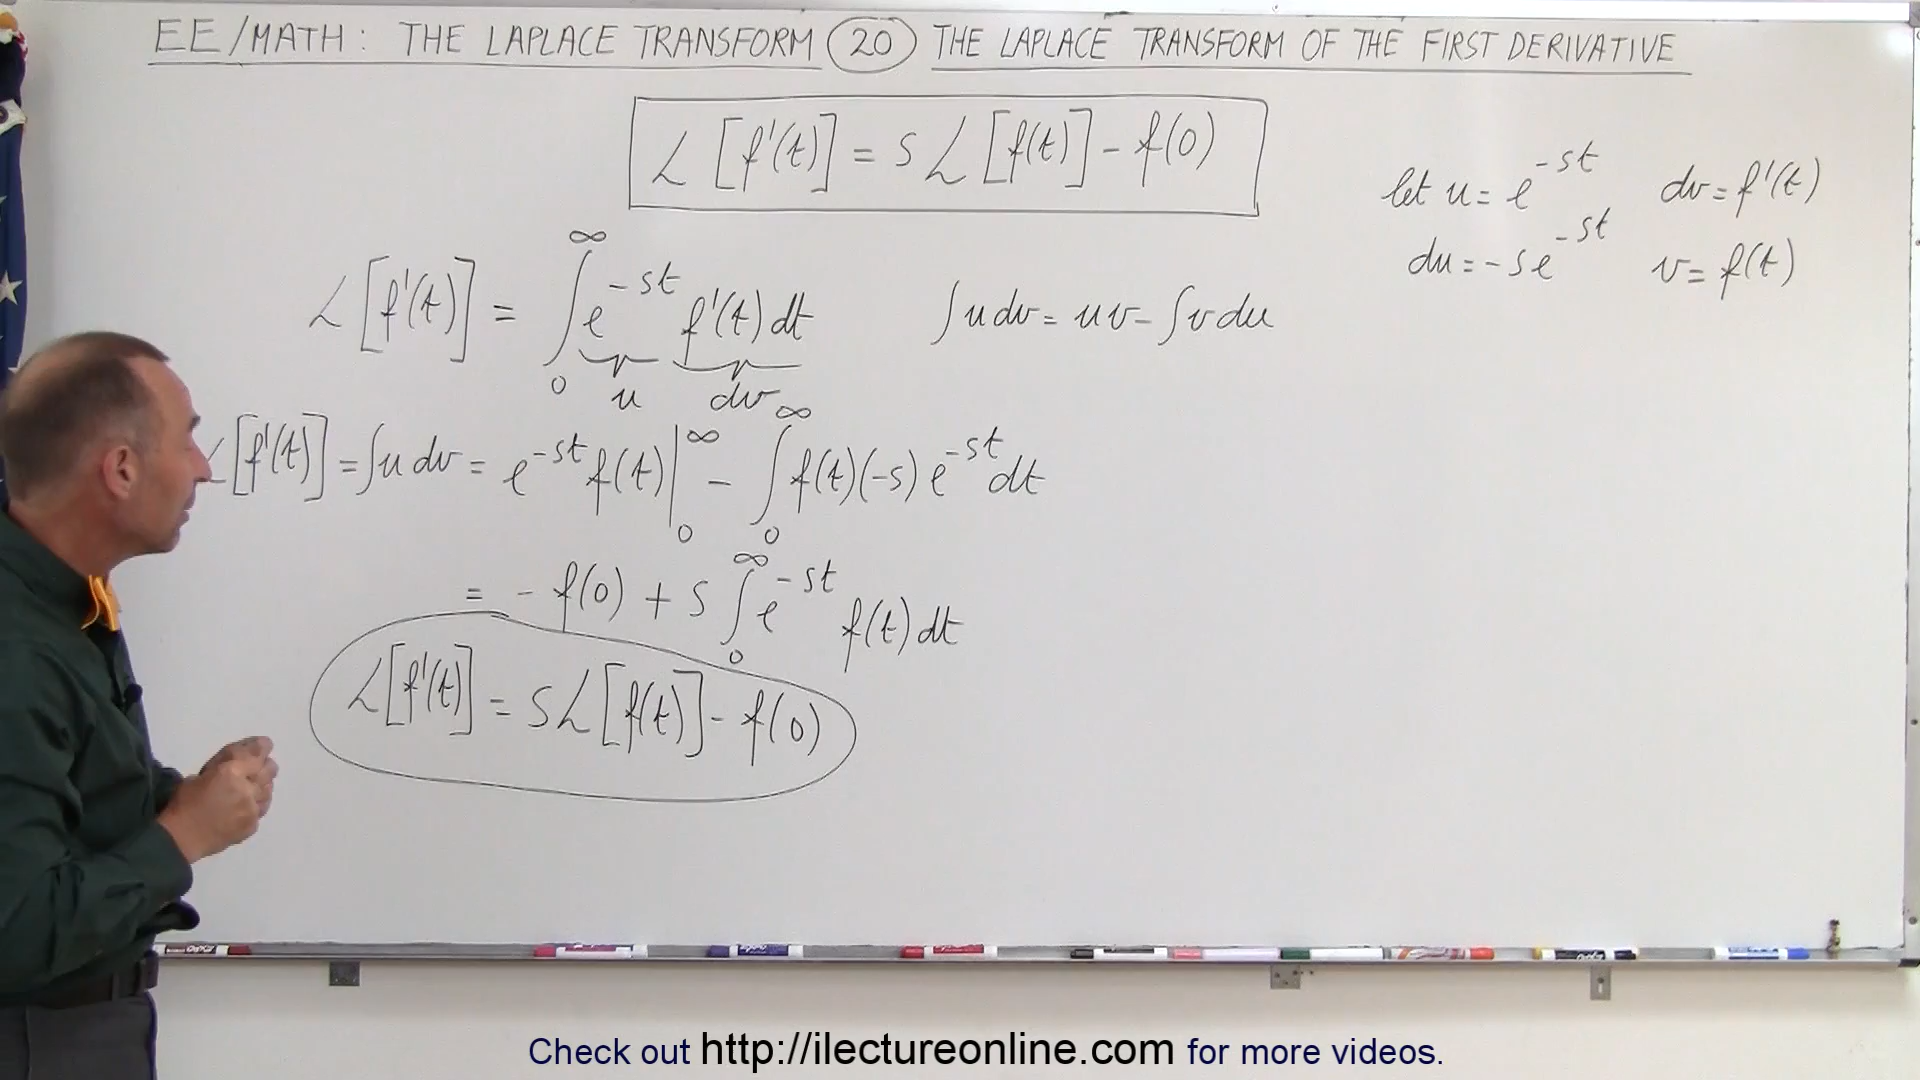 EE/MATH: THE LAPLACE TRANSFORM 20 THE LAPLACE TRANSFORM OF THE FIRST DERIVATIVE
ℒ[f'(t)] = sℒ[f(t)] - f(0)
let u = e^{-st} dv = f'(t)
du = -se^{-st} v = f(t)
ℒ[f'(t)] = ∫_0^∞ e^{-st} f'(t) dt ∫u dv = uv - ∫v du
u dv
ℒ[f'(t)] = ∫u dv = e^{-st} f(t)|_0^∞ - ∫_0^∞ f(t)(-s) e^{-st} dt
= - f(0) + s ∫_0^∞ e^{-st} f(t) dt
ℒ[f'(t)] = sℒ[f(t)] - f(0)
Check out http://ilectureonline.com for more videos.